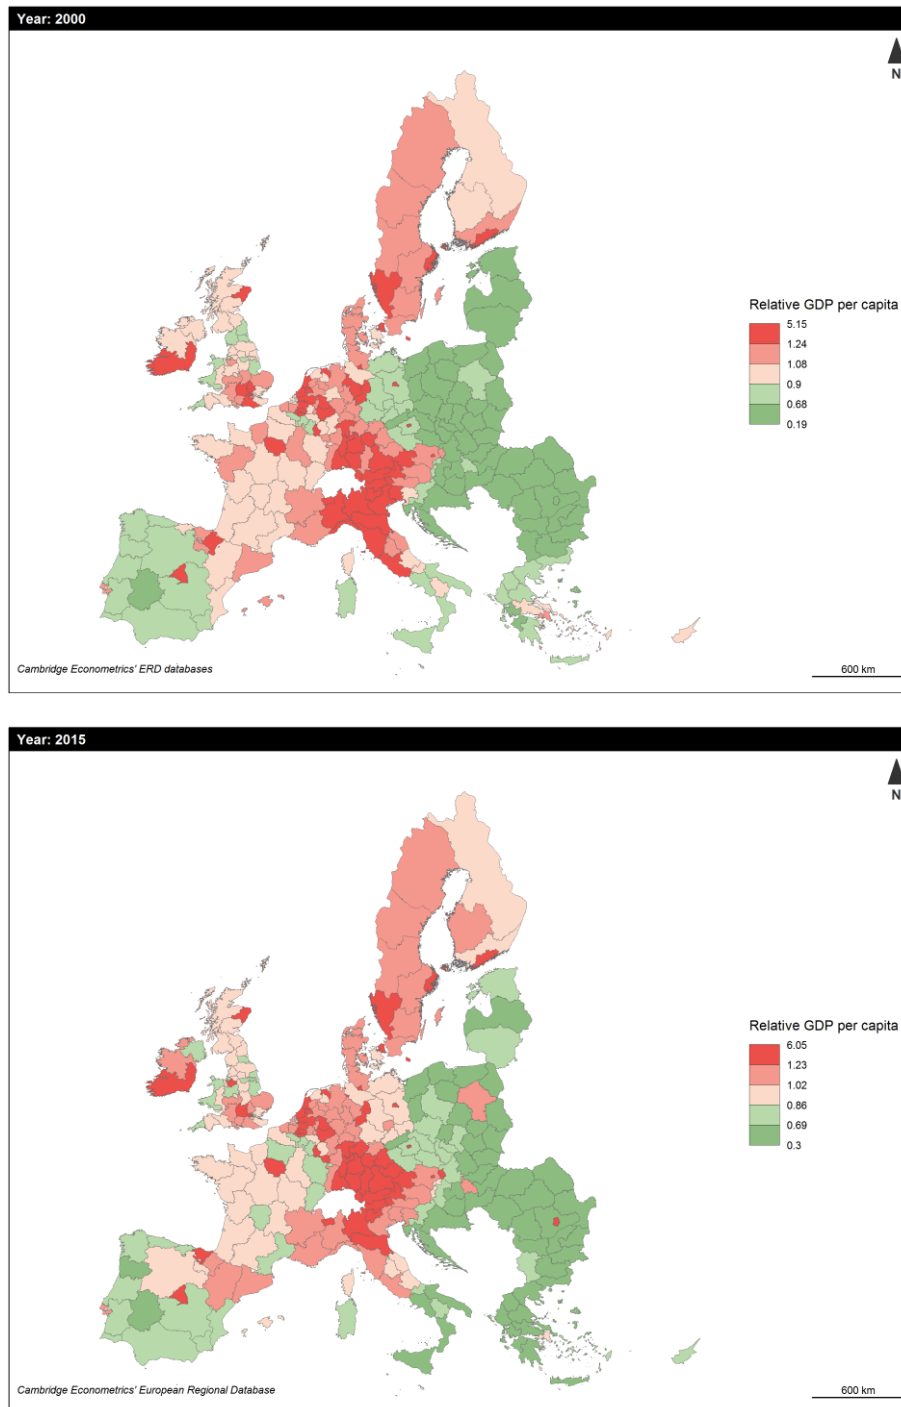 Year: 2000
N
Relative GDP per capita
5.15
1.24
1.08
0.9
0.68
0.19
Cambridge Econometrics' ERD databases
600 km
Year: 2015
N
Relative GDP per capita
6.05
1.23
1.02
0.86
0.69
0.3
Cambridge Econometrics' European Regional Database
600 km